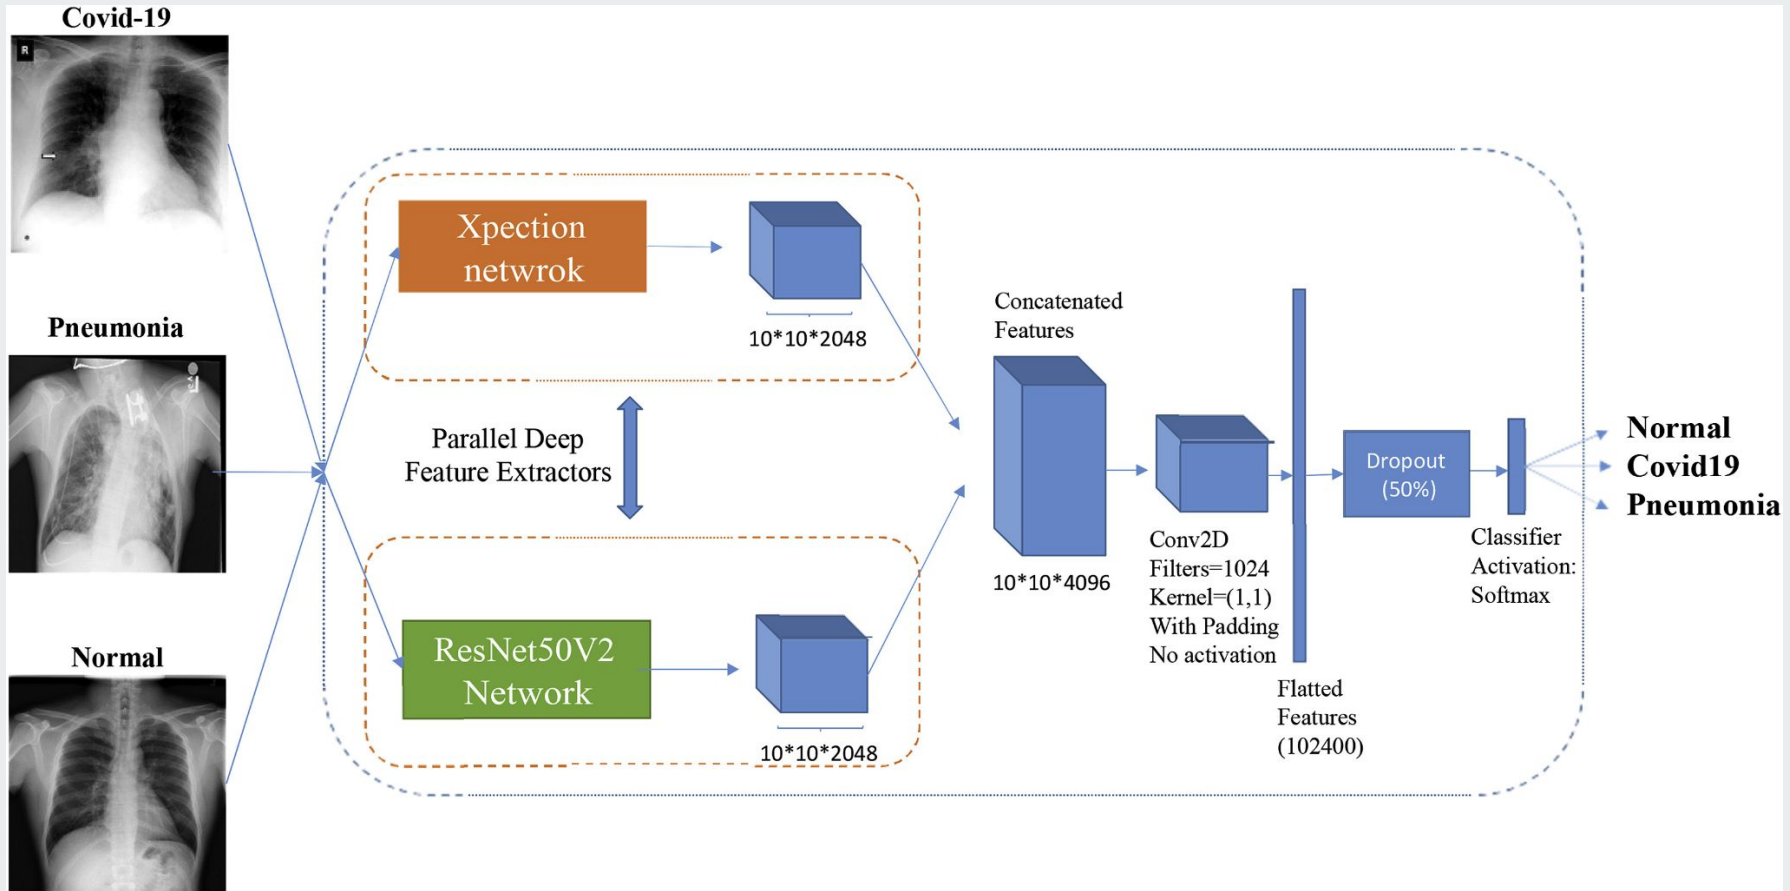 Covid-19
R
Pneumonia
Normal
Xpection
netwrok
10*10*2048
Parallel Deep
Feature Extractors
ResNet50V2
Network
10*10*2048
Concatenated
Features
10*10*4096
Conv2D
Filters=1024
Kernel=(1,1)
With Padding
No activation
Flatted
Features
(102400)
Dropout
(50%)
Classifier
Activation:
Softmax
Normal
Covid19
Pneumonia